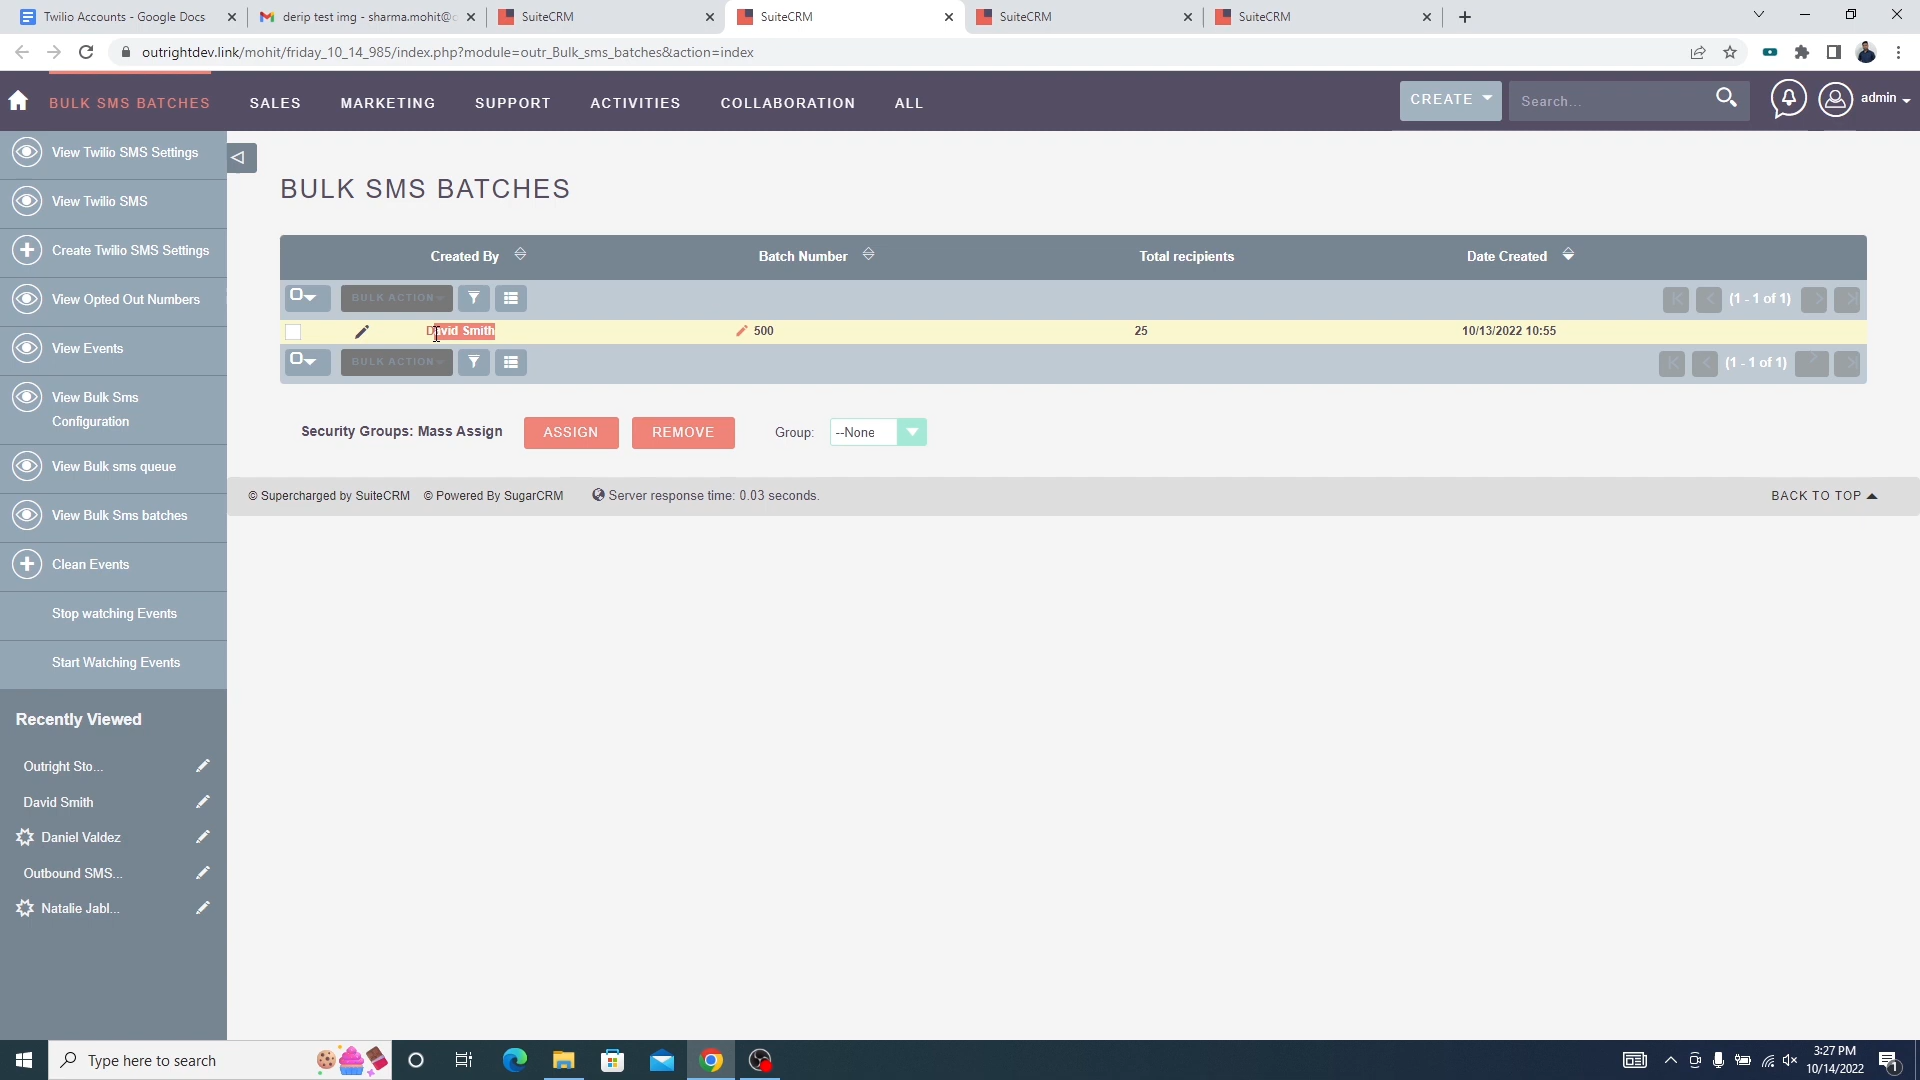 Twilio Accounts - Google Docs
derip test img - sharma.mohit@
SuiteCRM
SuiteCRM
SuiteCRM
SuiteCRM
outrightdev.link/mohit/friday_10_14_985/index.php?module=outr_Bulk_sms_batches&action=index
BULK SMS BATCHES
SALES
MARKETING
SUPPORT
ACTIVITIES
COLLABORATION
ALL
CREATE
Search...
admin
View Twilio SMS Settings
View Twilio SMS
Create Twilio SMS Settings
View Opted Out Numbers
View Events
View Bulk Sms
Configuration
View Bulk sms queue
View Bulk Sms batches
Clean Events
Stop watching Events
Start Watching Events
Recently Viewed
Outright Sto...
David Smith
Daniel Valdez
Outbound SMS...
Natalie Jabl...
BULK SMS BATCHES
Created By
Batch Number
Total recipients
Date Created
BULK ACTION
(1 - 1 of 1)
David Smith
500
25
10/13/2022 10:55
BULK ACTION
(1 - 1 of 1)
Security Groups: Mass Assign
ASSIGN
REMOVE
Group:
--None
© Supercharged by SuiteCRM
© Powered By SugarCRM
Server response time: 0.03 seconds.
BACK TO TOP
Type here to search
3:27 PM
10/14/2022
1